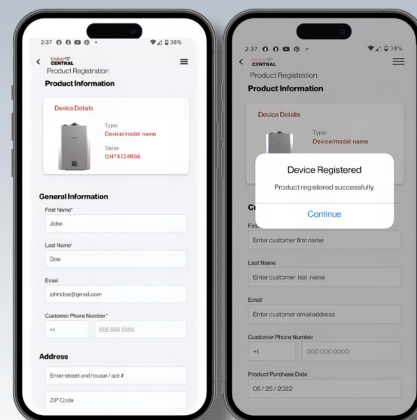 2:37
38%
CENTRAL
Product Registration
Product Information
Device Details
Type:
Device/model name
Serie:
General Information
First Name*
John
Last Name*
Doe
Email
johndoe@gmail.com
Customer Phone Number*
+1
555 555 5555
Address
Enter street and house / apt #
ZIP Code
2:37
38%
CENTRAL
Product Registration
Product Information
Device Details
Type:
Device/model name
Device Registered
Product registered successfully.
Continue
Enter customer first name
Last Name
Enter customer last name
Email
Enter customer email address
Customer Phone Number
+1
000 000 0000
Product Purchase Date
05 / 25 / 2022